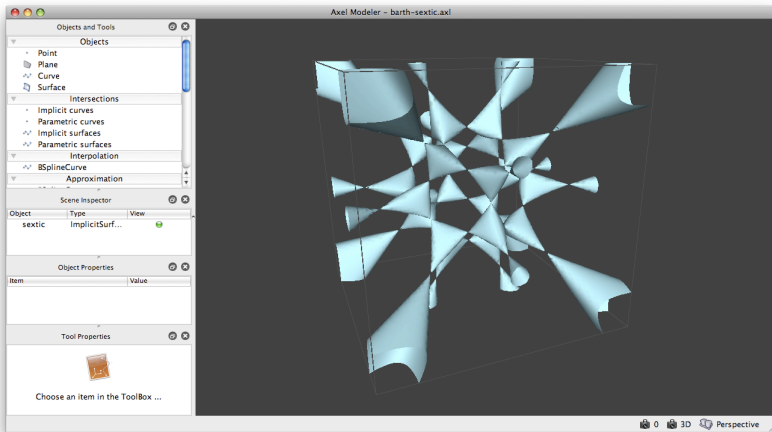 Axel Modeler - barth-sextic.axl
Objects and Tools
Objects
Point
Plane
Curve
Surface
Intersections
Implicit curves
Parametric curves
Implicit surfaces
Parametric surfaces
Interpolation
BSplineCurve
Approximation
Scene Inspector
Object Type View
sextic ImplicitSurf...
Object Properties
Item Value
Tool Properties
Choose an item in the ToolBox ...
0 3D Perspective